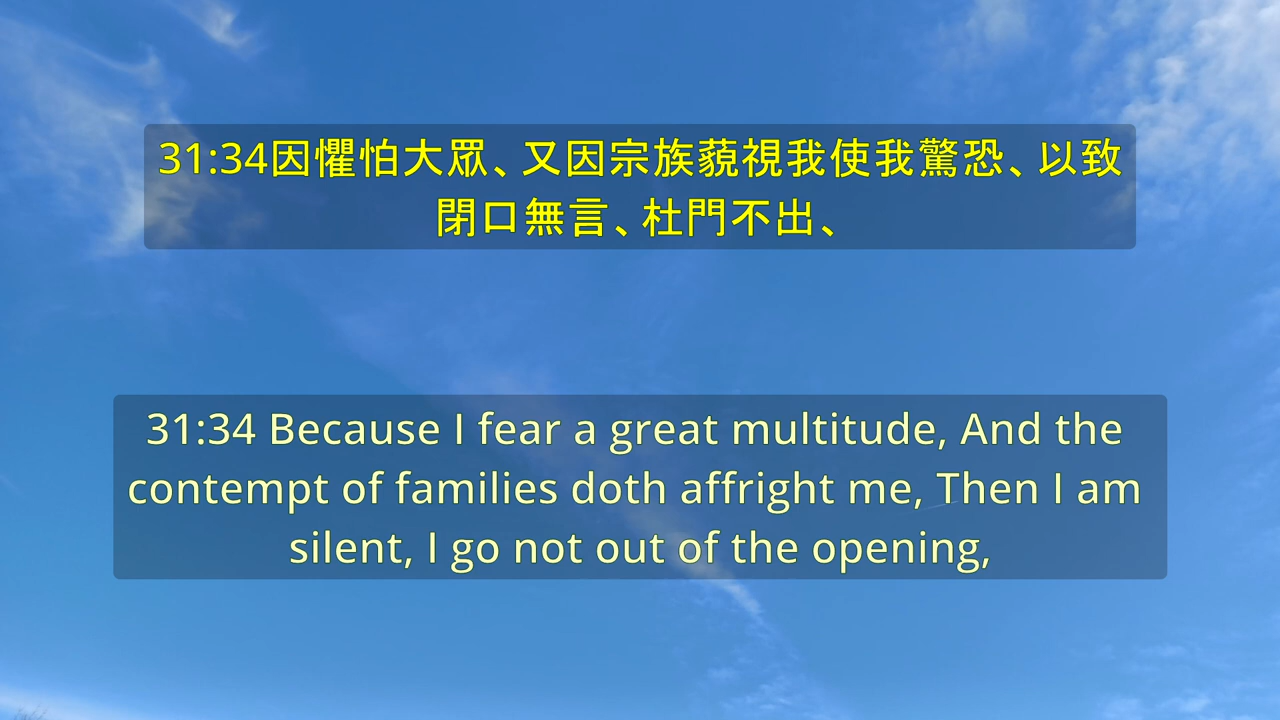 31:34因懼怕大眾、又因宗族藐視我使我驚恐、以致
閉口無言、杜門不出、
31:34 Because I fear a great multitude, And the
contempt of families doth affright me, Then I am
silent, I go not out of the opening,